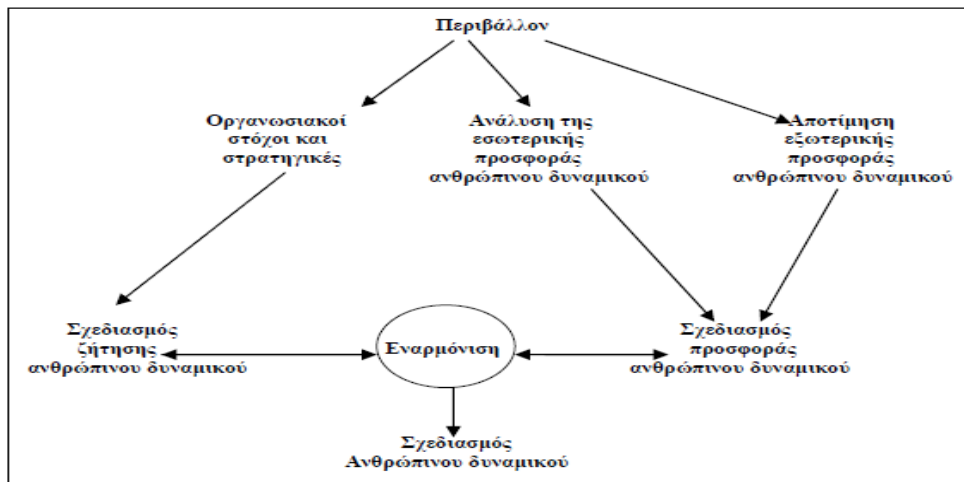 Περιβάλλον
Οργανωσιακοί
στόχοι και
στρατηγικές
Ανάλυση της
εσωτερικής
προσφοράς
ανθρώπινου δυναμικού
Αποτίμηση
εξωτερικής
προσφοράς
ανθρώπινου δυναμικού
Σχεδιασμός
ζήτησης
ανθρώπινου δυναμικού
Εναρμόνιση
Σχεδιασμός
προσφοράς
ανθρώπινου δυναμικού
Σχεδιασμός
Ανθρώπινου δυναμικού